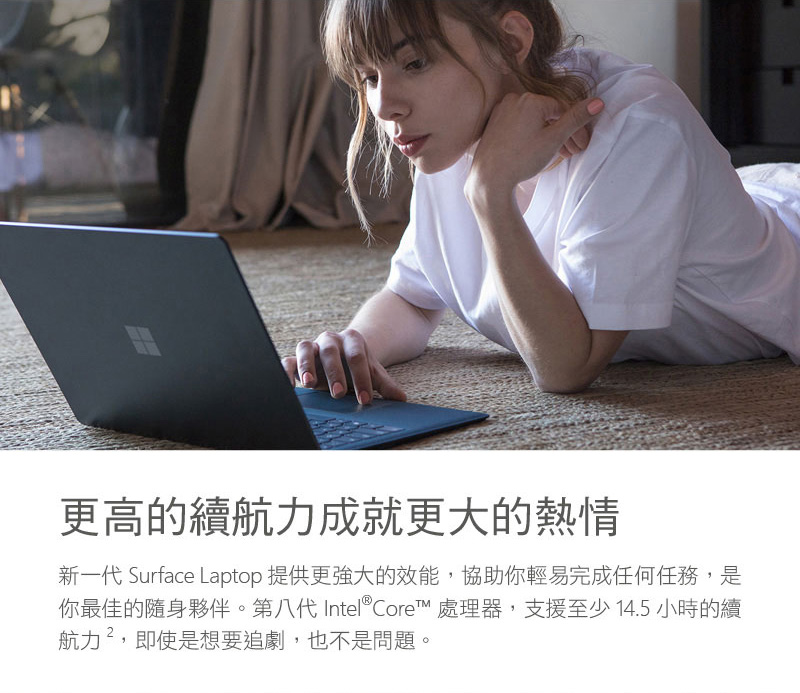 更高的續航力成就更大的熱情
新一代 Surface Laptop 提供更強大的效能，協助你輕易完成任何任務，是
你最佳的隨身夥伴。第八代 Intel®Core™ 處理器，支援至少 14.5 小時的續
航力 ²，即使是想要追劇，也不是問題。